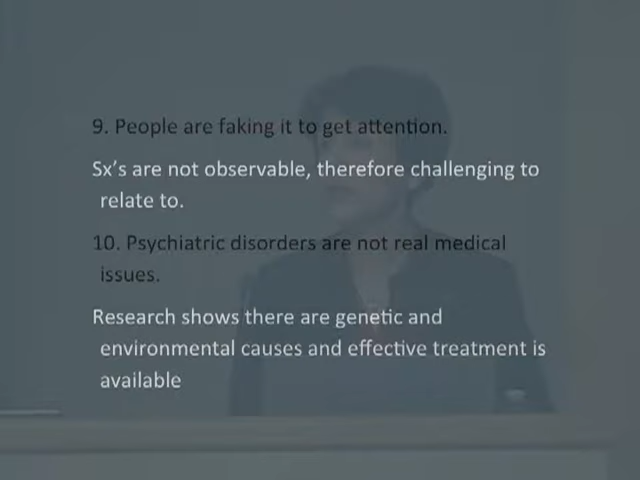 9. People are faking it to get attention.
Sx's are not observable, therefore challenging to
relate to.
10. Psychiatric disorders are not real medical
issues.
Research shows there are genetic and
environmental causes and effective treatment is
available